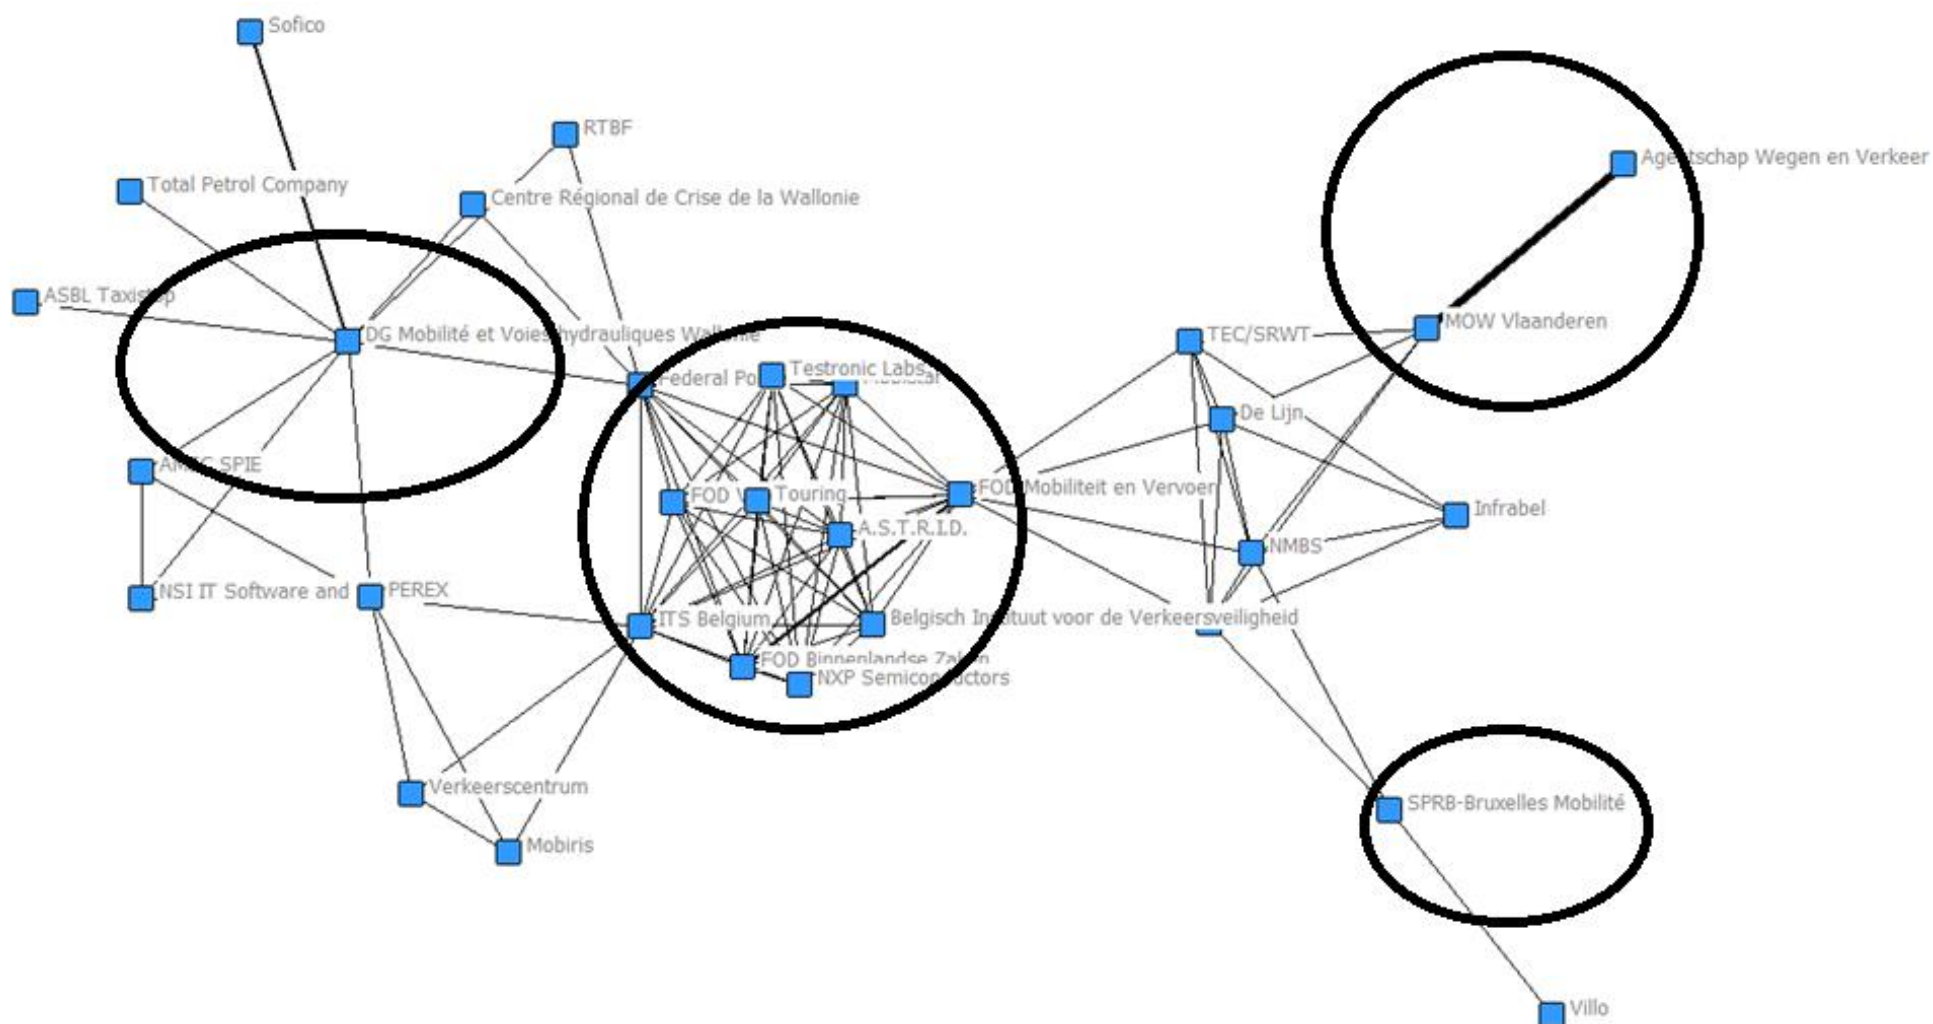 Sofico
RTBF
Agentschap Wegen en Verkeer
Total Petrol Company
Centre Régional de Crise de la Wallonie
ASBL Taxistop
MOW Vlaanderen
DG Mobilité et Voies hydrauliques Wallonie
TEC/SRWT
Testronic Labs
Federal Po
De Lijn
AMEC SPIE
FOD Mobiliteit en Vervoer
FOD
Touring
Infrabel
A.S.T.R.I.D.
NMBS
NSI IT Software and
PEREX
ITS Belgium
Belgisch Instituut voor de Verkeersveiligheid
FOD Binnenlandse Zaken
NXP Semiconductors
Verkeerscentrum
SPRB-Bruxelles Mobilité
Mobiris
Villo